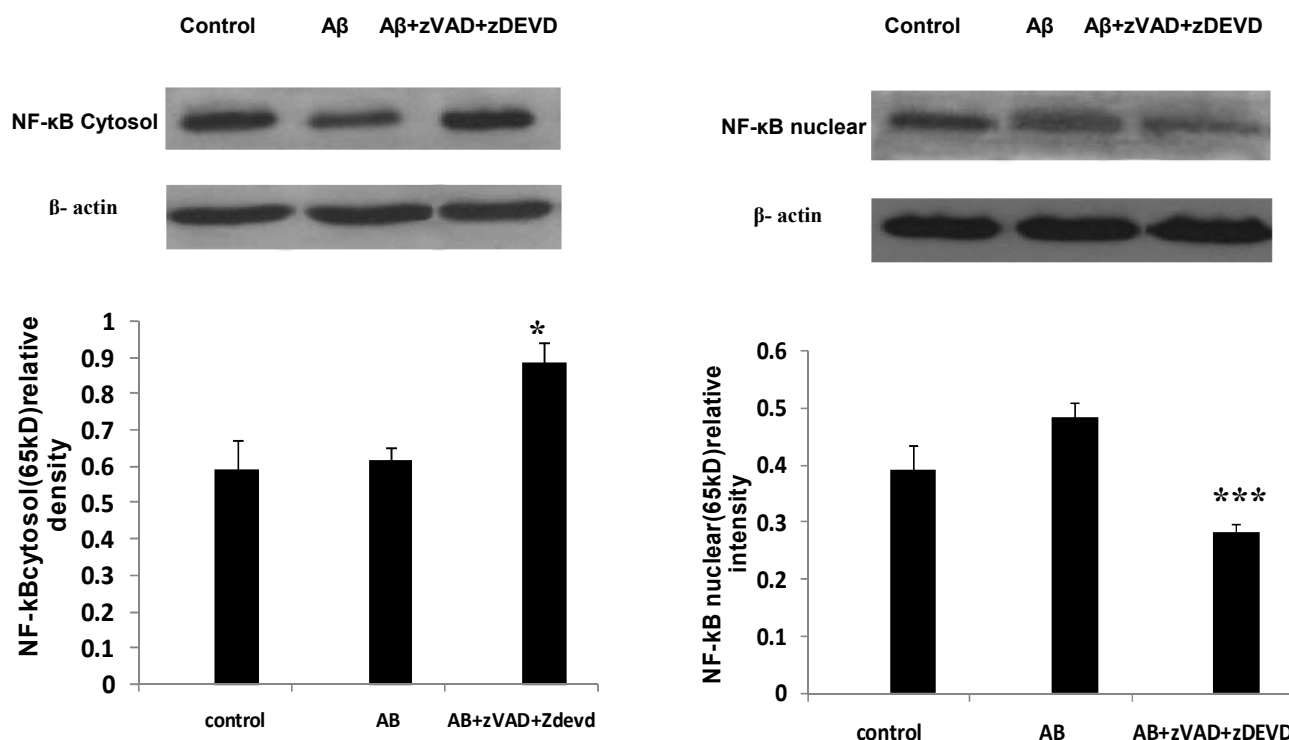 Control Aβ Aβ+zVAD+zDEVD
NF-κB Cytosol
β- actin
NF-kBcytosol(65kD)relative
density
1
0.9
0.8
0.7
0.6
0.5
0.4
0.3
0.2
0.1
0
*
control AB AB+zVAD+Zdevd
Control Aβ Aβ+zVAD+zDEVD
NF-κB nuclear
β- actin
NF-kB nuclear(65kD)relative
intensity
0.6
0.5
0.4
0.3
0.2
0.1
0
***
control AB AB+zVAD+zDEVD